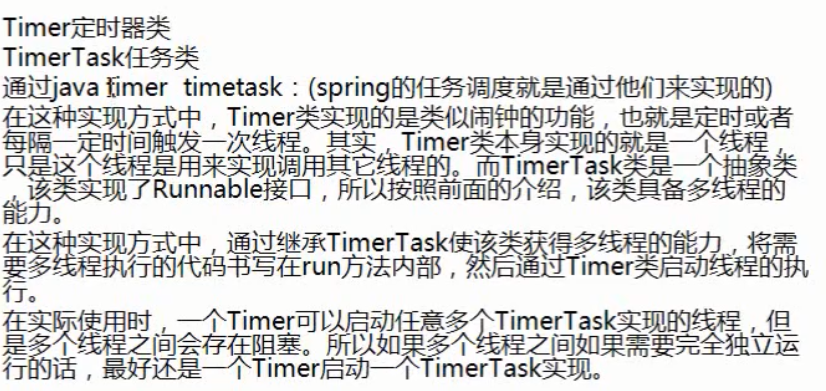 Timer定时器类
TimerTask任务类
通过java timer timetask：(spring的任务调度就是通过他们来实现的)
在这种实现方式中，Timer类实现的是类似闹钟的功能，也就是定时或者
每隔一定时间触发一次线程。其实，Timer类本身实现的就是一个线程，
只是这个线程是用来实现调用其它线程的。而TimerTask类是一个抽象类
，该类实现了Runnable接口，所以按照前面的介绍，该类具备多线程的
能力。
在这种实现方式中，通过继承TimerTask使该类获得多线程的能力，将需
要多线程执行的代码书写在run方法内部，然后通过Timer类启动线程的执
行。
在实际使用时，一个Timer可以启动任意多个TimerTask实现的线程，但
是多个线程之间会存在阻塞。所以如果多个线程之间如果需要完全独立运
行的话，最好还是一个Timer启动一个TimerTask实现。